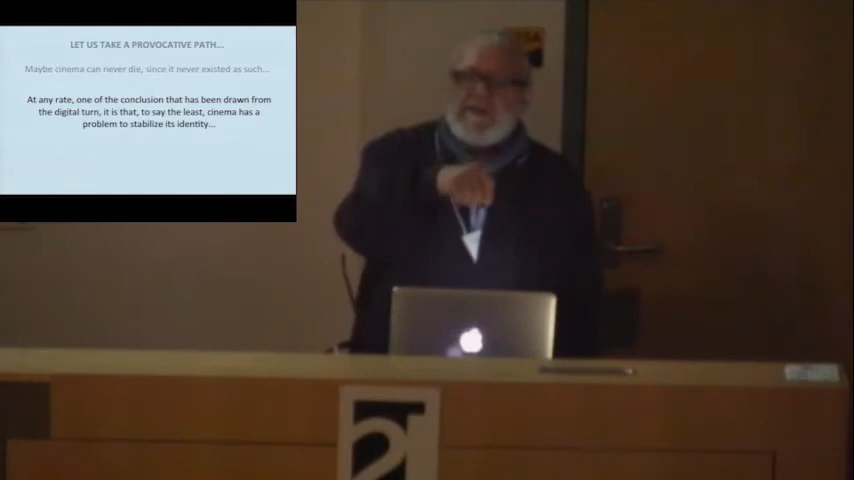 LET US TAKE A PROVOCATIVE PATH...
Maybe cinema can never die, since it never existed as such...
At any rate, one of the conclusion that has been drawn from
the digital turn, it is that, to say the least, cinema has a
problem to stabilize its identity...